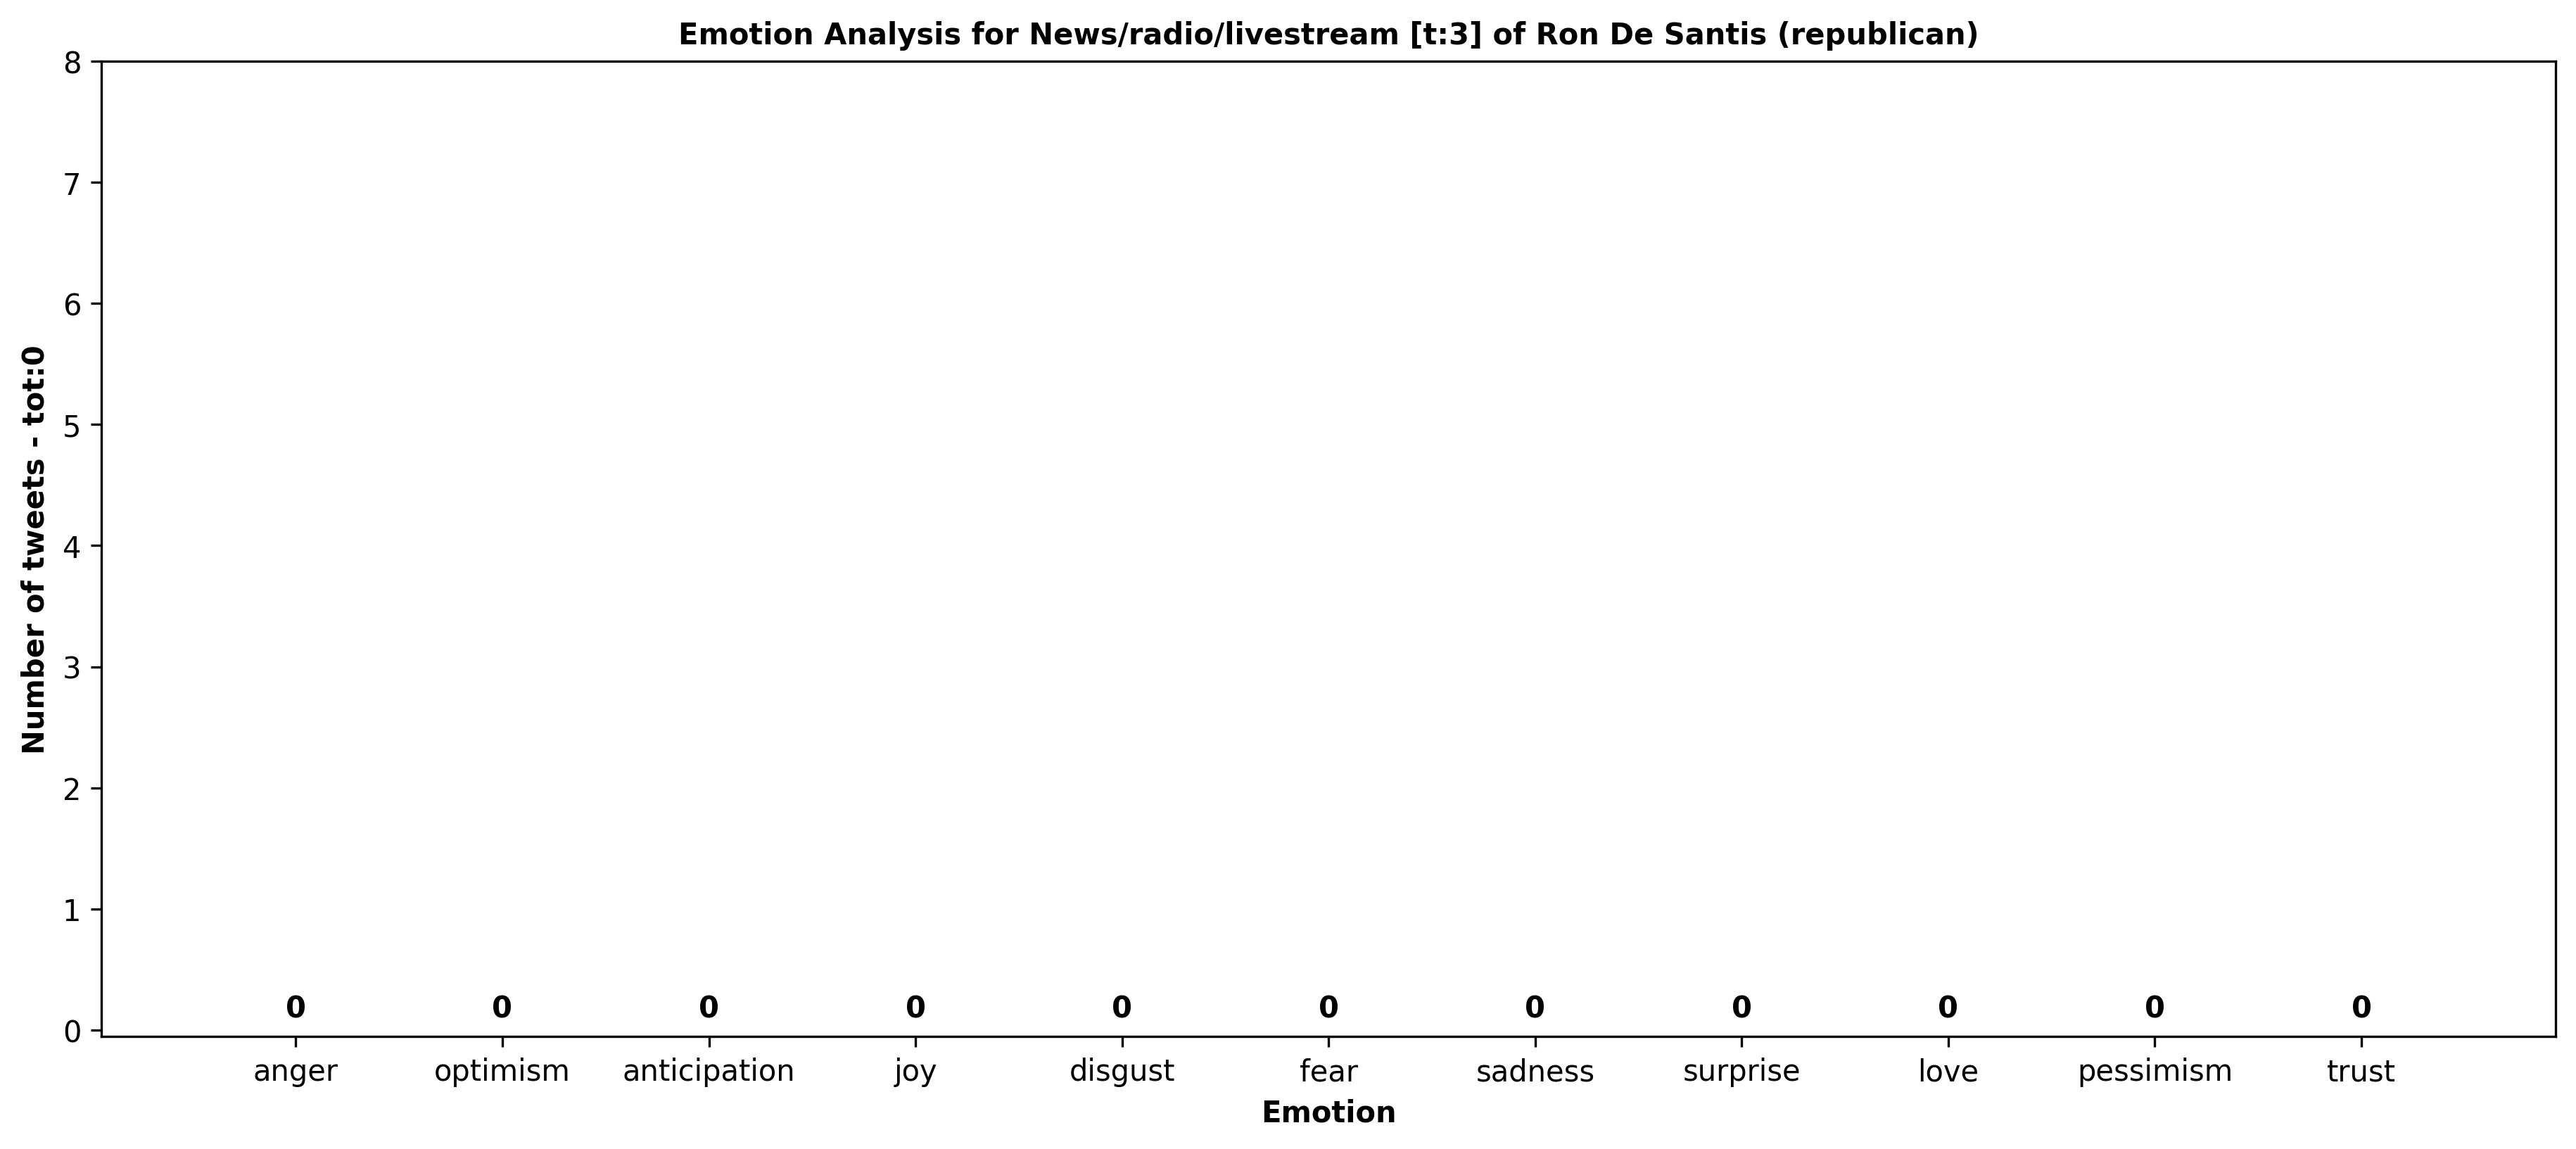 Emotion Analysis for News/radio/livestream [t:3] of Ron De Santis (republican)
Number of tweets - tot:0
8
7
6
5
4
3
2
1
0
0 0 0 0 0 0 0 0 0 0 0
anger optimism anticipation joy disgust fear sadness surprise love pessimism trust
Emotion